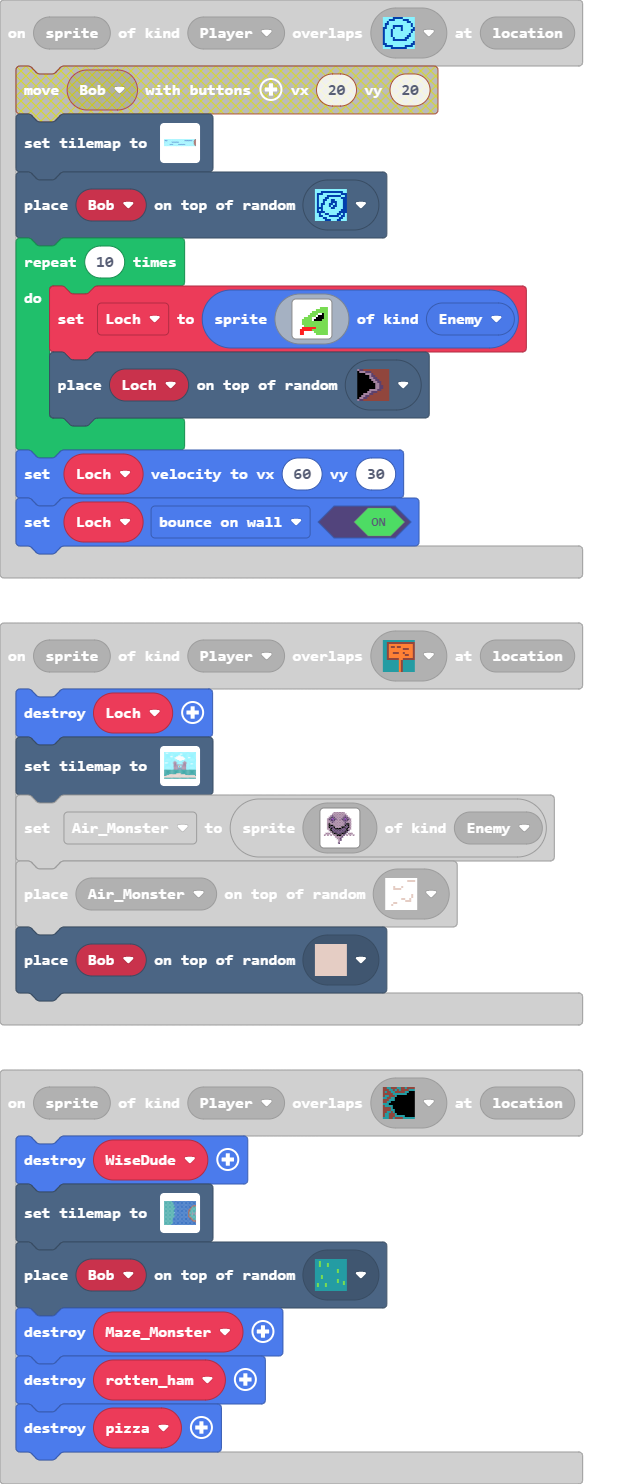 on sprite of kind Player overlaps at location
move Bob with buttons vx 20 vy 20
set tilemap to
place Bob on top of random
repeat 10 times
do
set Loch to sprite of kind Enemy
place Loch on top of random
set Loch velocity to vx 60 vy 30
set Loch bounce on wall ON
on sprite of kind Player overlaps at location
destroy Loch
set tilemap to
set Air_Monster to sprite of kind Enemy
place Air_Monster on top of random
place Bob on top of random
on sprite of kind Player overlaps at location
destroy WiseDude
set tilemap to
place Bob on top of random
destroy Maze_Monster
destroy rotten_ham
destroy pizza